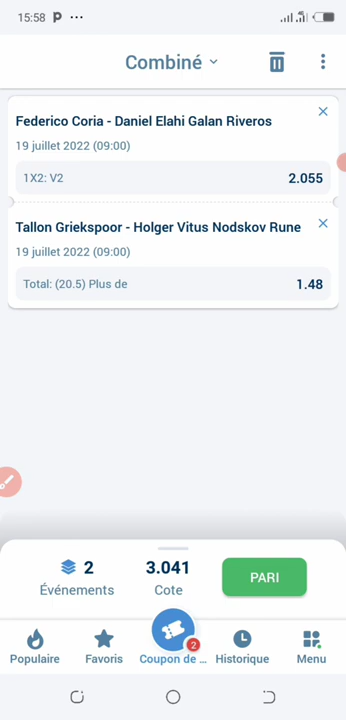 15:58 P ...
Combiné
Federico Coria - Daniel Elahi Galan Riveros
19 juillet 2022 (09:00)
1X2: V2 2.055
Tallon Griekspoor - Holger Vitus Nodskov Rune
19 juillet 2022 (09:00)
Total: (20.5) Plus de 1.48
2 3.041
Événements Cote PARI
2
Populaire Favoris Coupon de ... Historique Menu